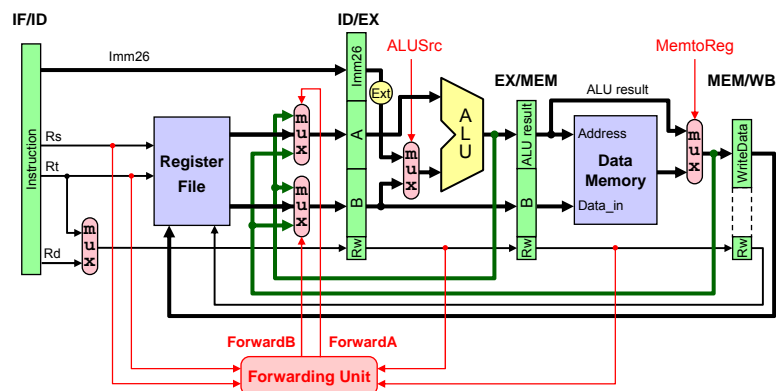 IF/ID
ID/EX
ALUSrc
MemtoReg
Imm26
EX/MEM
MEM/WB
ALU result
Imm26
Ext
Instruction
Rs
Rt
Rd
Register
File
mux
mux
mux
mux
A
B
Rw
ALU
ALU result
B
Rw
Address
Data
Memory
Data_in
mux
WriteData
Rw
ForwardB
ForwardA
Forwarding Unit